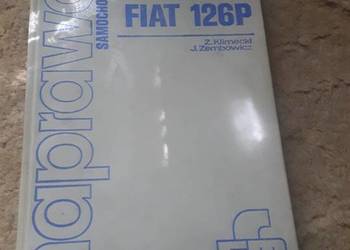 naprawa
SAMOCHO
FIAT 126P
Z. Klimecki
J. Zembowicz